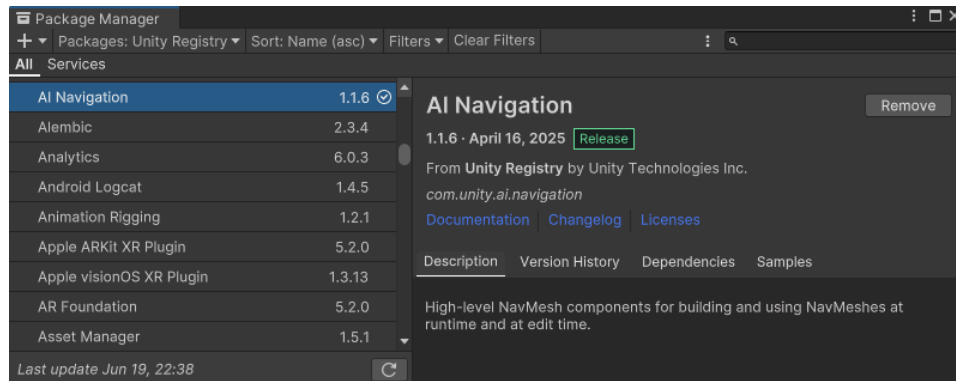 Package Manager
Packages: Unity Registry Sort: Name (asc) Filters Clear Filters
All Services
AI Navigation 1.1.6
Alembic 2.3.4
Analytics 6.0.3
Android Logcat 1.4.5
Animation Rigging 1.2.1
Apple ARKit XR Plugin 5.2.0
Apple visionOS XR Plugin 1.3.13
AR Foundation 5.2.0
Asset Manager 1.5.1
Last update Jun 19, 22:38
AI Navigation Remove
1.1.6 · April 16, 2025 Release
From Unity Registry by Unity Technologies Inc.
com.unity.ai.navigation
Documentation Changelog Licenses
Description Version History Dependencies Samples
High-level NavMesh components for building and using NavMeshes at
runtime and at edit time.